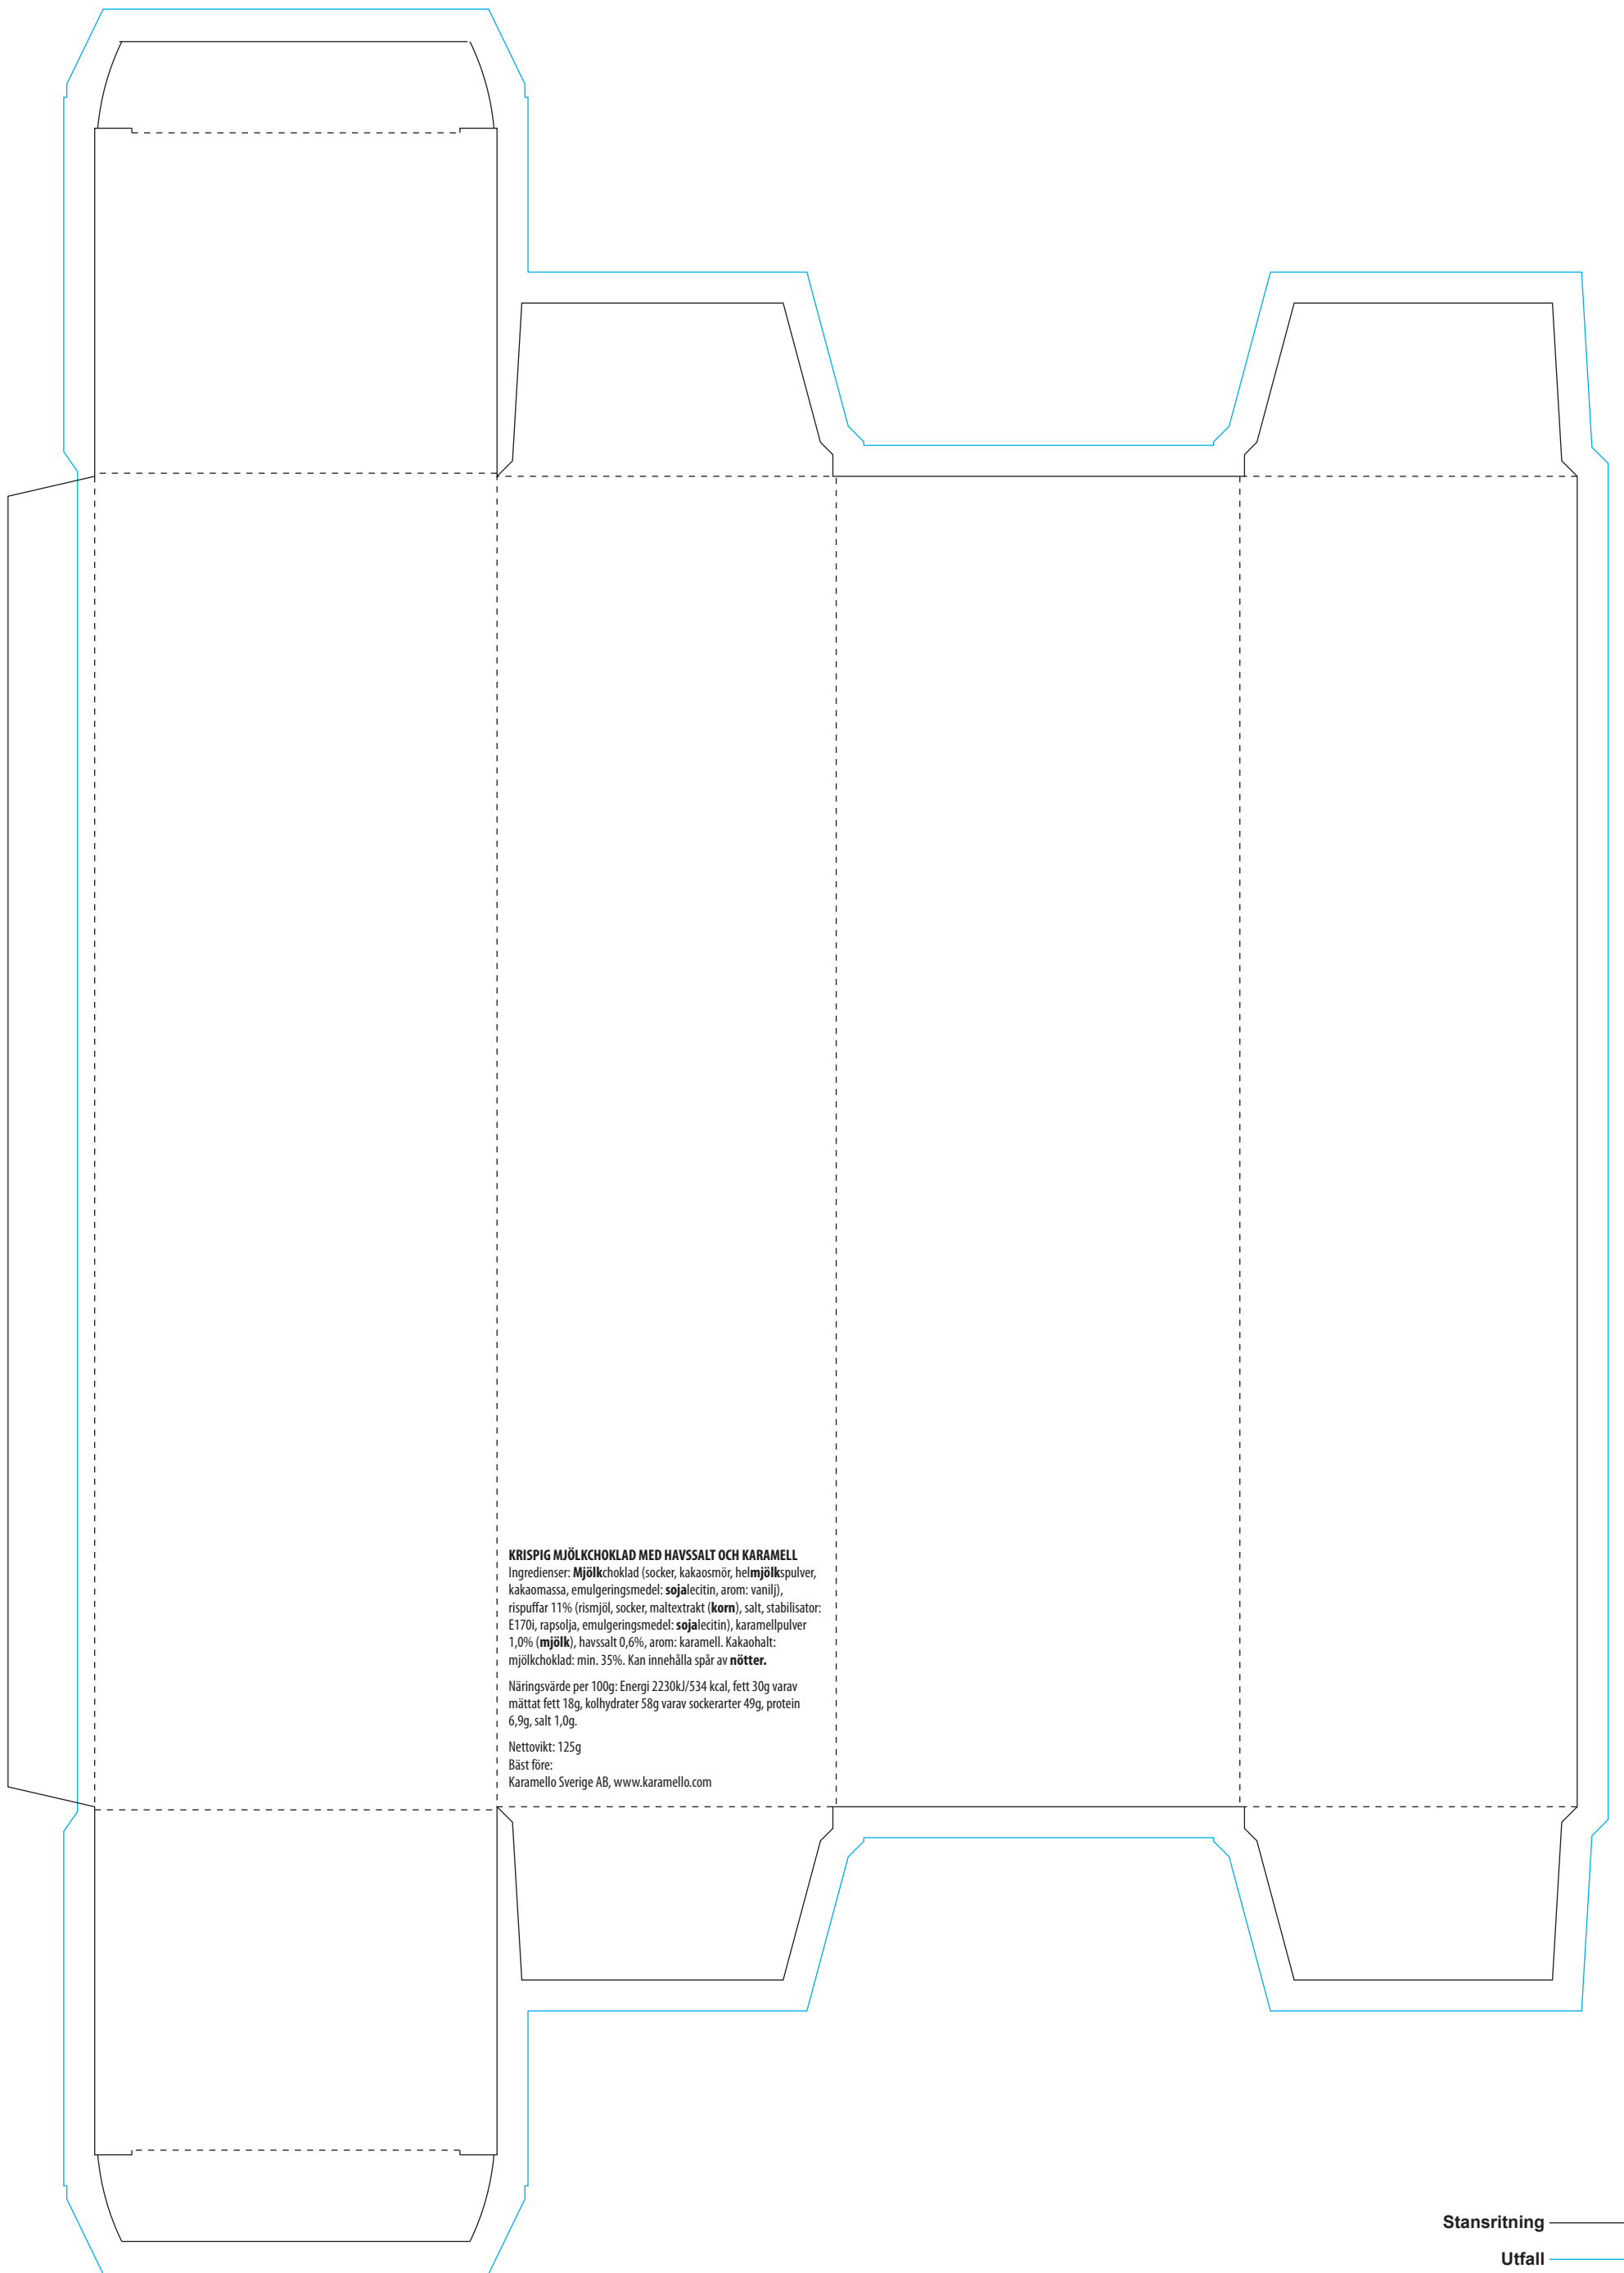 KRISPIG MJÖLKCHOKLAD MED HAVSSALT OCH KARAMELL
Ingredienser: Mjölkchoklad (socker, kakaosmör, helmjölkspulver,
kakaomassa, emulgeringsmedel: sojalecitin, arom: vanilj),
rispuffar 11% (rismjöl, socker, maltextrakt (korn), salt, stabilisator:
E170i, rapsolja, emulgeringsmedel: sojalecitin), karamellpulver
1,0% (mjölk), havssalt 0,6%, arom: karamell. Kakaohalt:
mjölkchoklad: min. 35%. Kan innehålla spår av nötter.
Näringsvärde per 100g: Energi 2230kJ/534 kcal, fett 30g varav
mättat fett 18g, kolhydrater 58g varav sockerarter 49g, protein
6,9g, salt 1,0g.
Nettovikt: 125g
Bäst före:
Karamello Sverige AB, www.karamello.com
Stansritning
Utfall